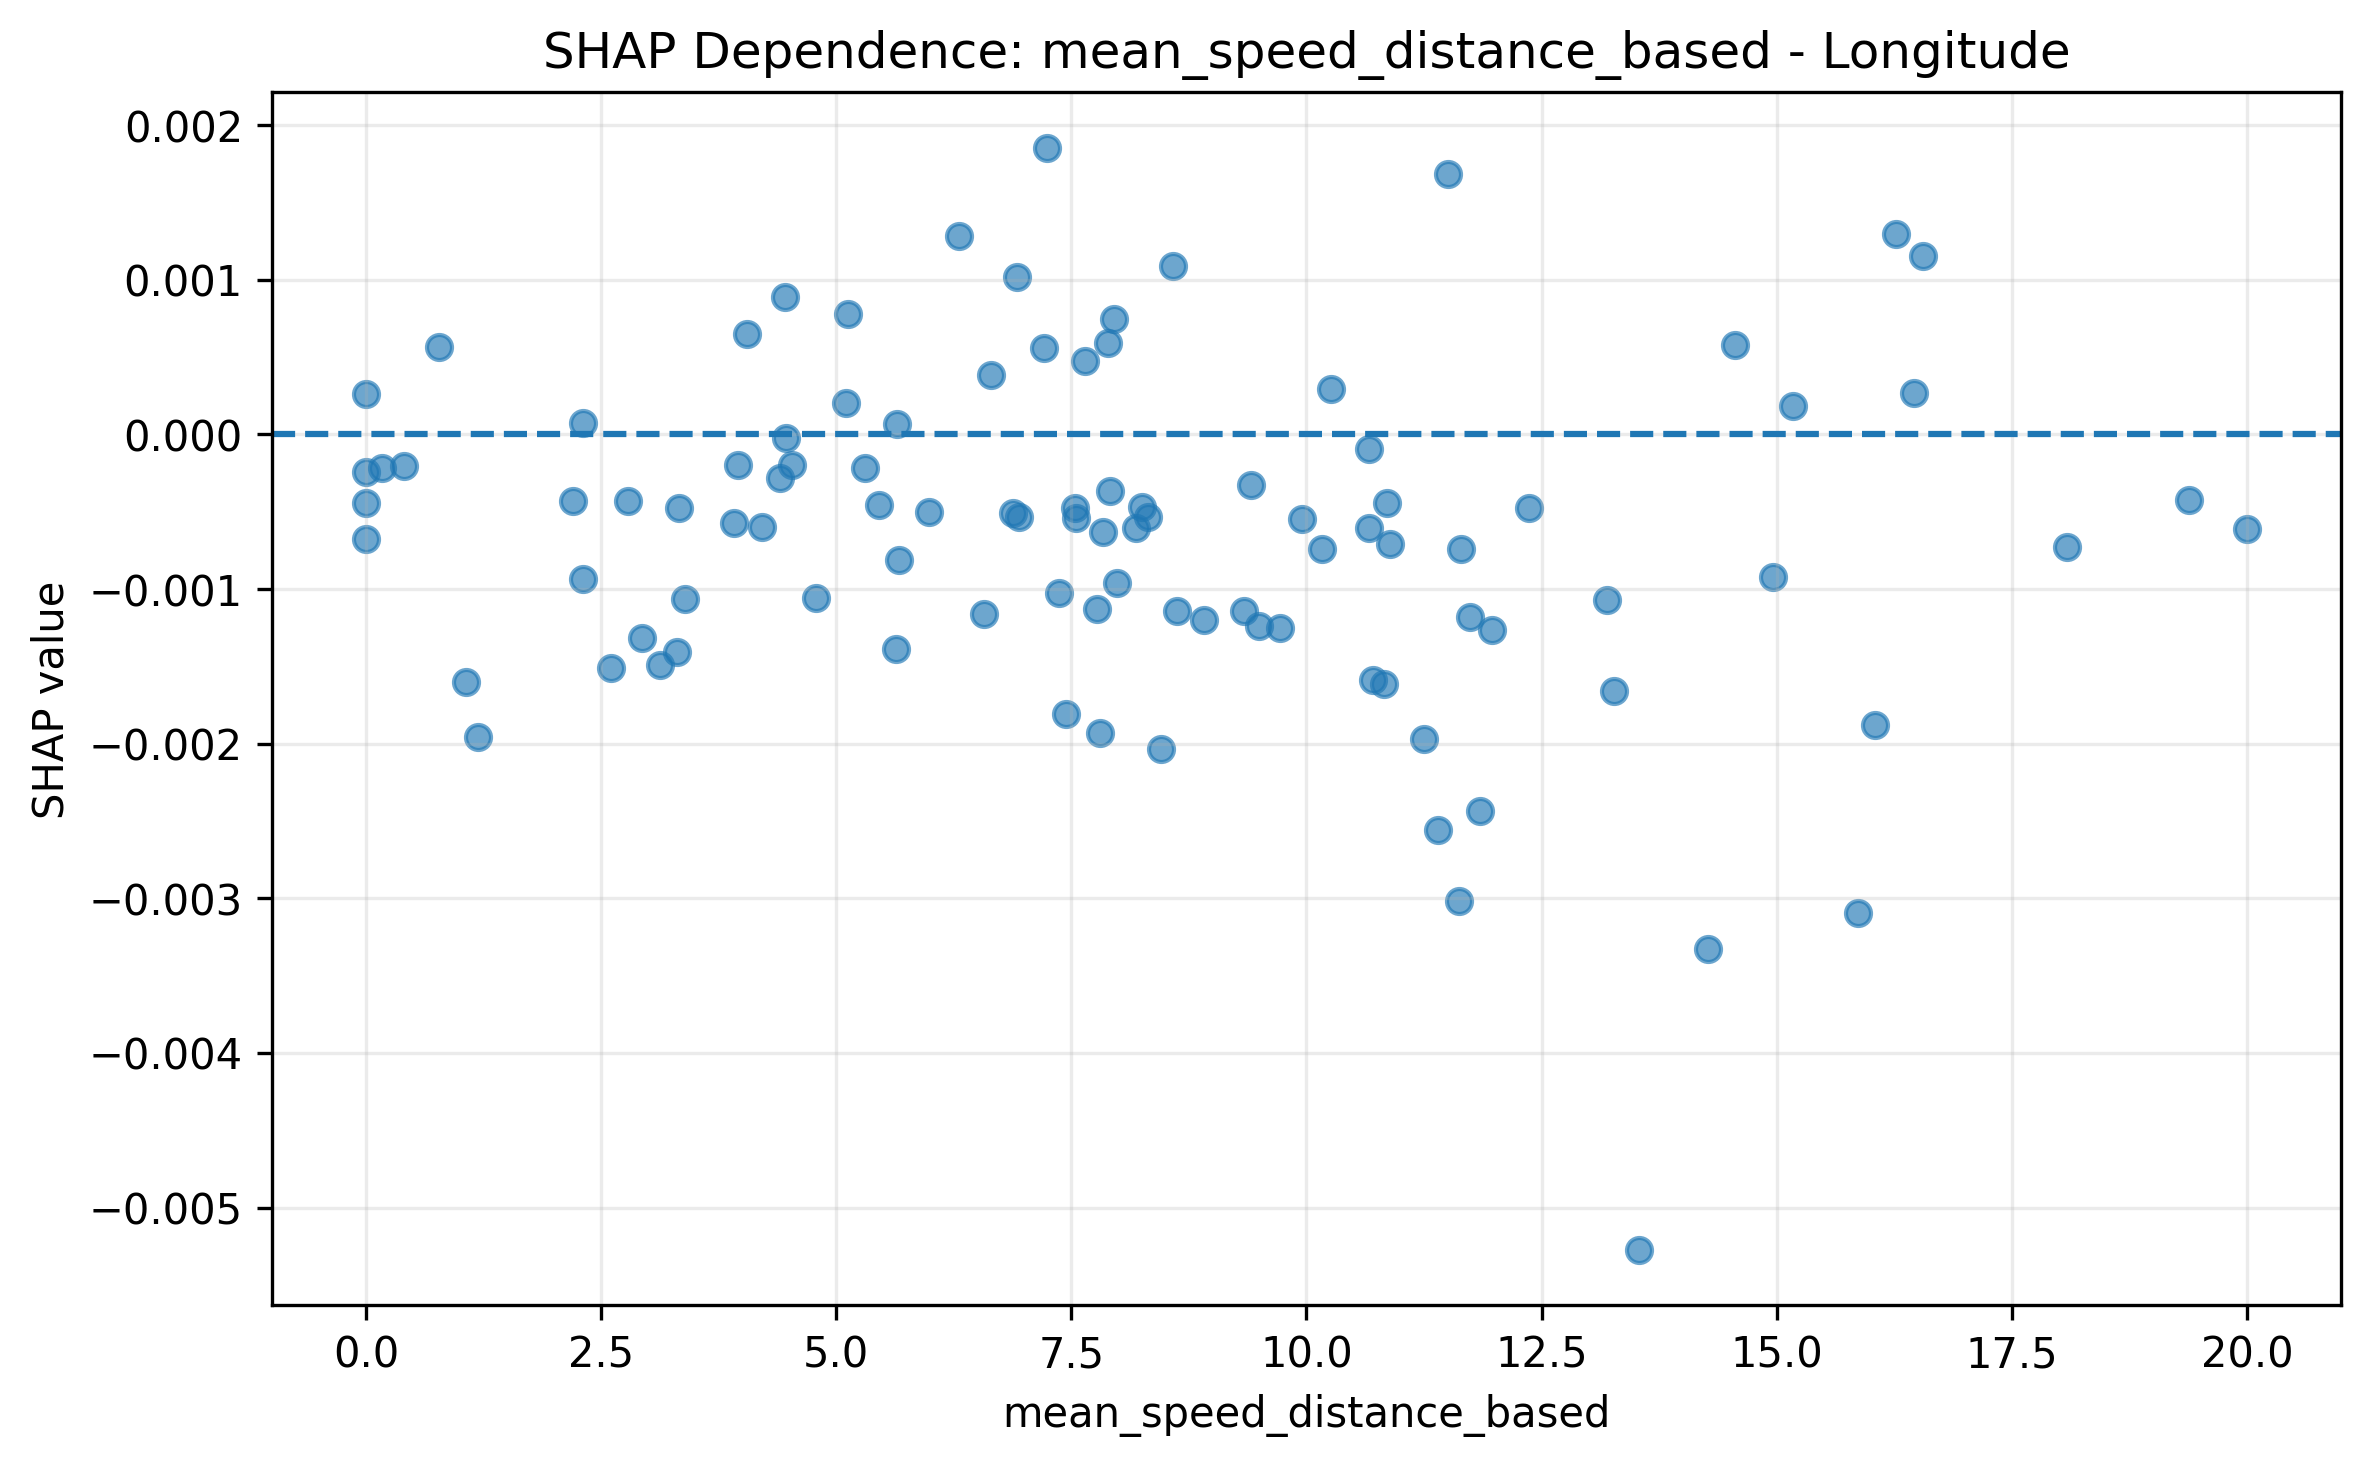 SHAP Dependence: mean_speed_distance_based - Longitude
0.002
0.001
0.000
−0.001
−0.002
−0.003
−0.004
−0.005
SHAP value
0.0 2.5 5.0 7.5 10.0 12.5 15.0 17.5 20.0
mean_speed_distance_based